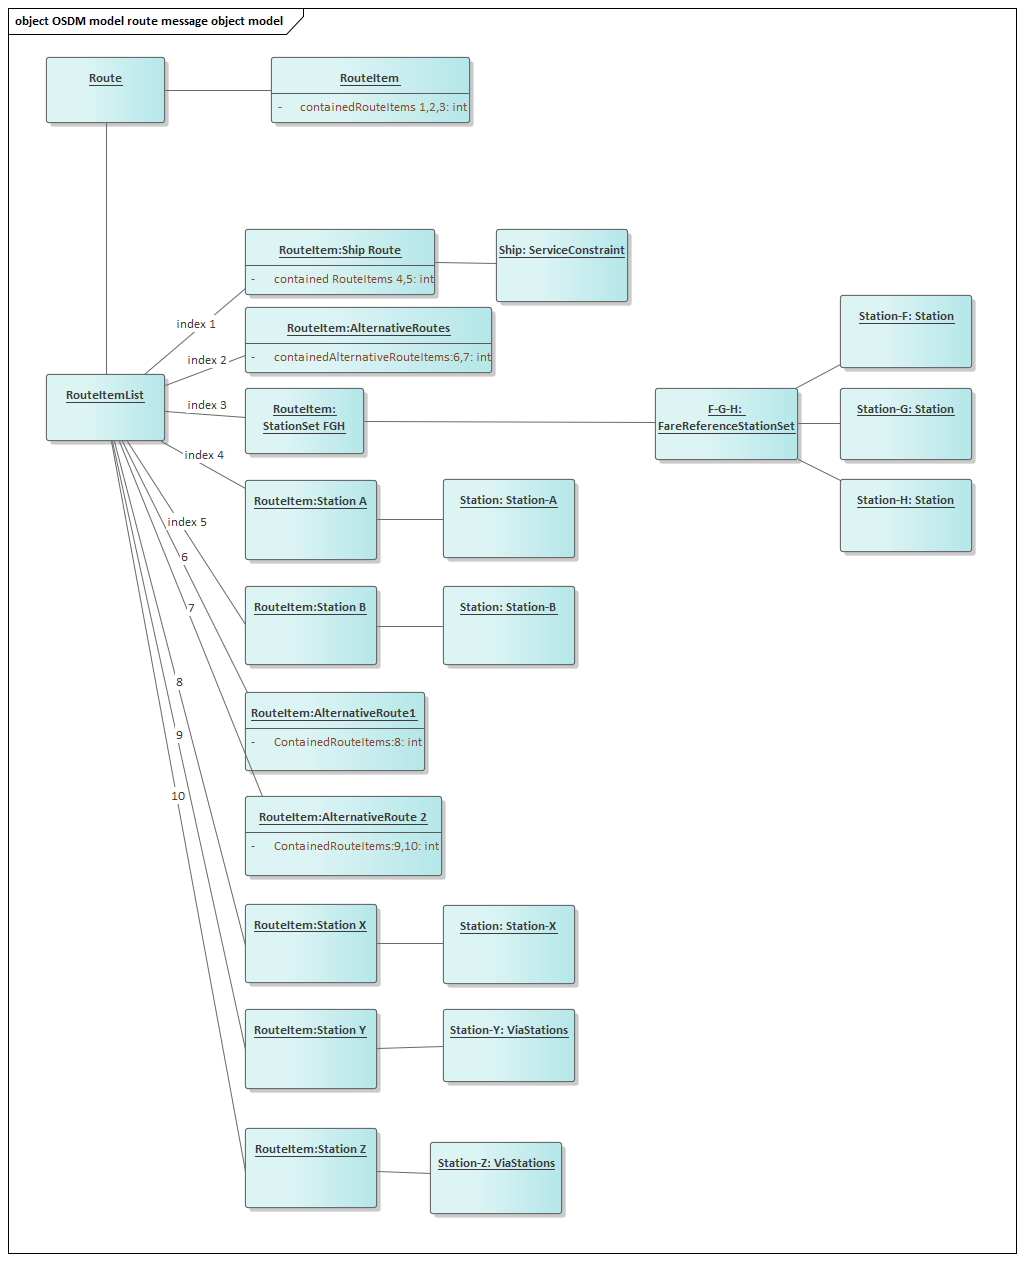 object OSDM model route message object model
Route
RouteItem
- containedRouteItems 1,2,3: int
RouteItem:Ship Route
- contained RouteItems 4,5: int
Ship: ServiceConstraint
index 1
RouteItem:AlternativeRoutes
- containedAlternativeRouteItems:6,7: int
Station-F: Station
index 2
RouteItemList
index 3
RouteItem:
StationSet FGH
F-G-H:
FareReferenceStationSet
Station-G: Station
index 4
RouteItem:Station A
Station: Station-A
Station-H: Station
index 5
6
RouteItem:Station B
Station: Station-B
7
8
RouteItem:AlternativeRoute1
- ContainedRouteItems:8: int
9
10
RouteItem:AlternativeRoute 2
- ContainedRouteItems:9,10: int
RouteItem:Station X
Station: Station-X
RouteItem:Station Y
Station-Y: ViaStations
RouteItem:Station Z
Station-Z: ViaStations